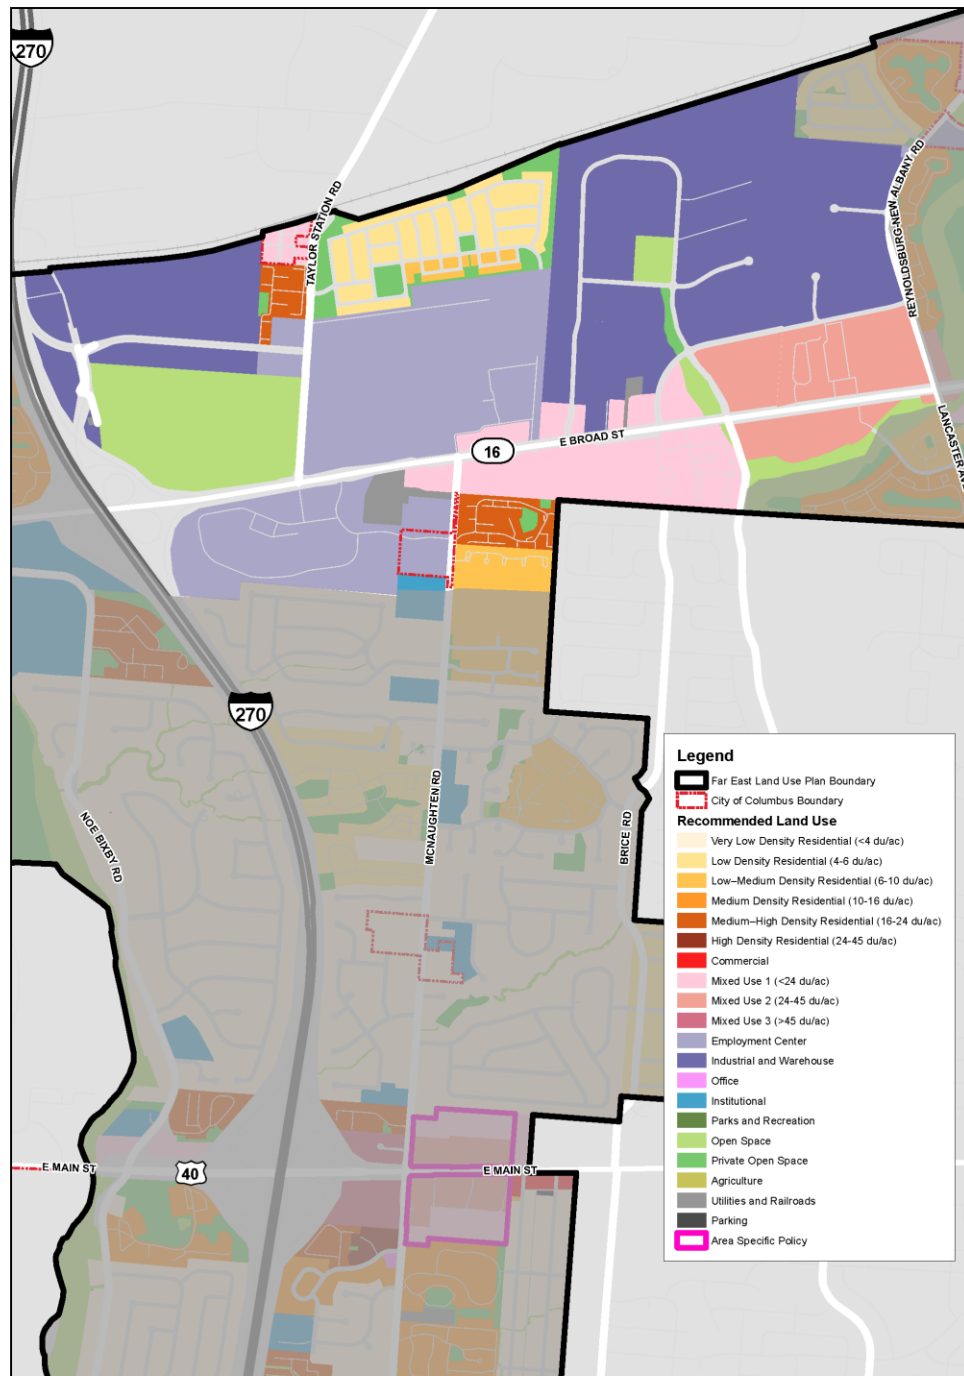 270
TAYLOR STATION RD
REYNOLDSBURG-NEW ALBANY RD
LANCASTER AVE
E BROAD ST
16
270
MCNAUGHTEN RD
NOE BIXBY RD
BRICE RD
E MAIN ST
40
E MAIN ST
Legend
Far East Land Use Plan Boundary
City of Columbus Boundary
Recommended Land Use
Very Low Density Residential (<4 du/ac)
Low Density Residential (4-6 du/ac)
Low–Medium Density Residential (6-10 du/ac)
Medium Density Residential (10-16 du/ac)
Medium–High Density Residential (16-24 du/ac)
High Density Residential (24-45 du/ac)
Commercial
Mixed Use 1 (<24 du/ac)
Mixed Use 2 (24-45 du/ac)
Mixed Use 3 (>45 du/ac)
Employment Center
Industrial and Warehouse
Office
Institutional
Parks and Recreation
Open Space
Private Open Space
Agriculture
Utilities and Railroads
Parking
Area Specific Policy